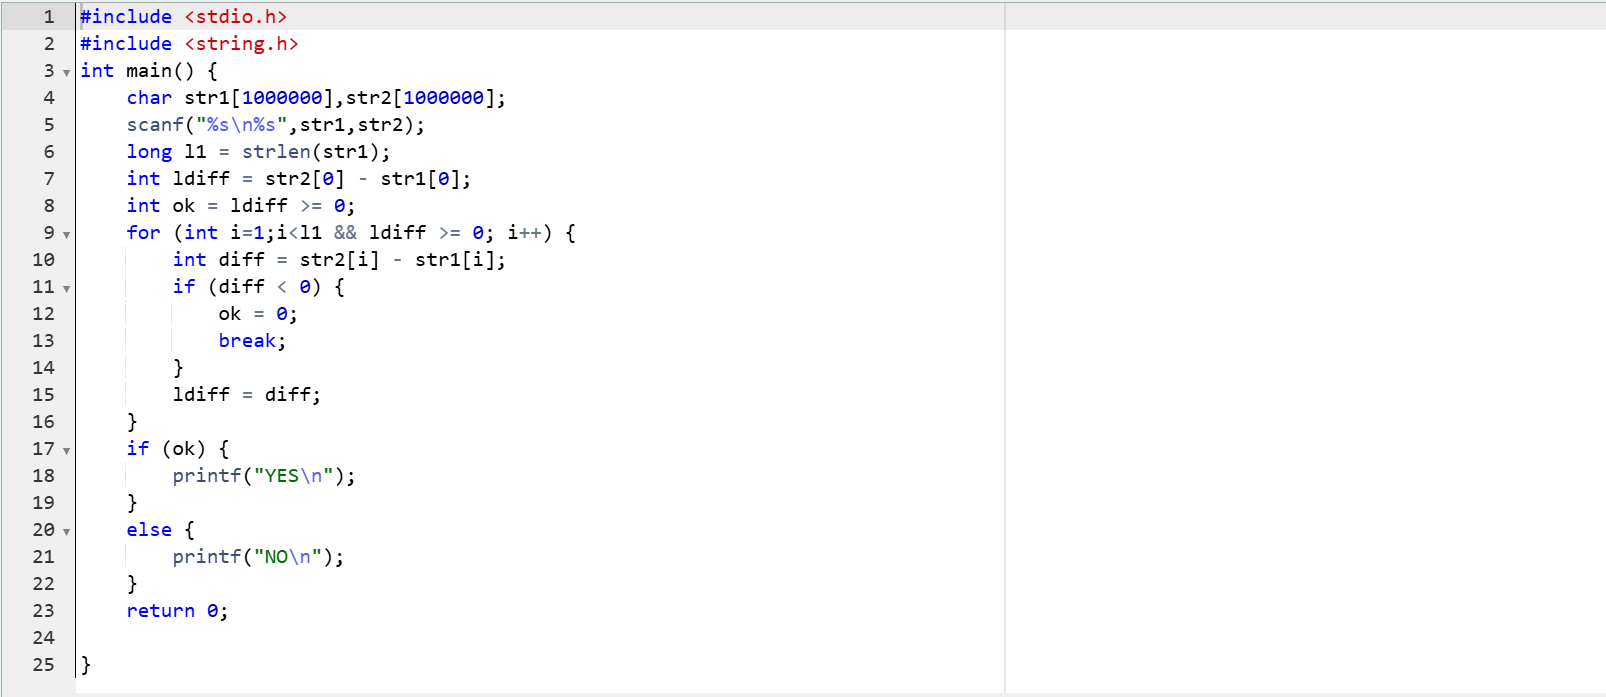 1 #include <stdio.h>
2 #include <string.h>
3 int main() {
4     char str1[1000000],str2[1000000];
5     scanf("%s\n%s",str1,str2);
6     long l1 = strlen(str1);
7     int ldiff = str2[0] - str1[0];
8     int ok = ldiff >= 0;
9     for (int i=1;i<l1 && ldiff >= 0; i++) {
10         int diff = str2[i] - str1[i];
11         if (diff < 0) {
12             ok = 0;
13             break;
14         }
15         ldiff = diff;
16     }
17     if (ok) {
18         printf("YES\n");
19     }
20     else {
21         printf("NO\n");
22     }
23     return 0;
24
25 }